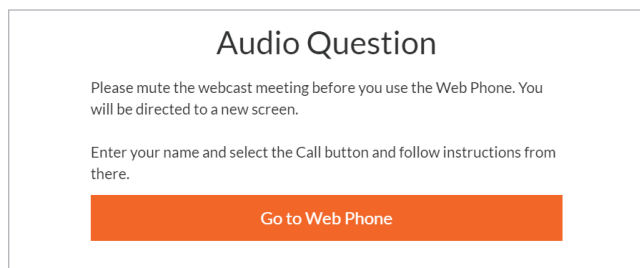 Audio Question
Please mute the webcast meeting before you use the Web Phone. You
will be directed to a new screen.
Enter your name and select the Call button and follow instructions from
there.
Go to Web Phone